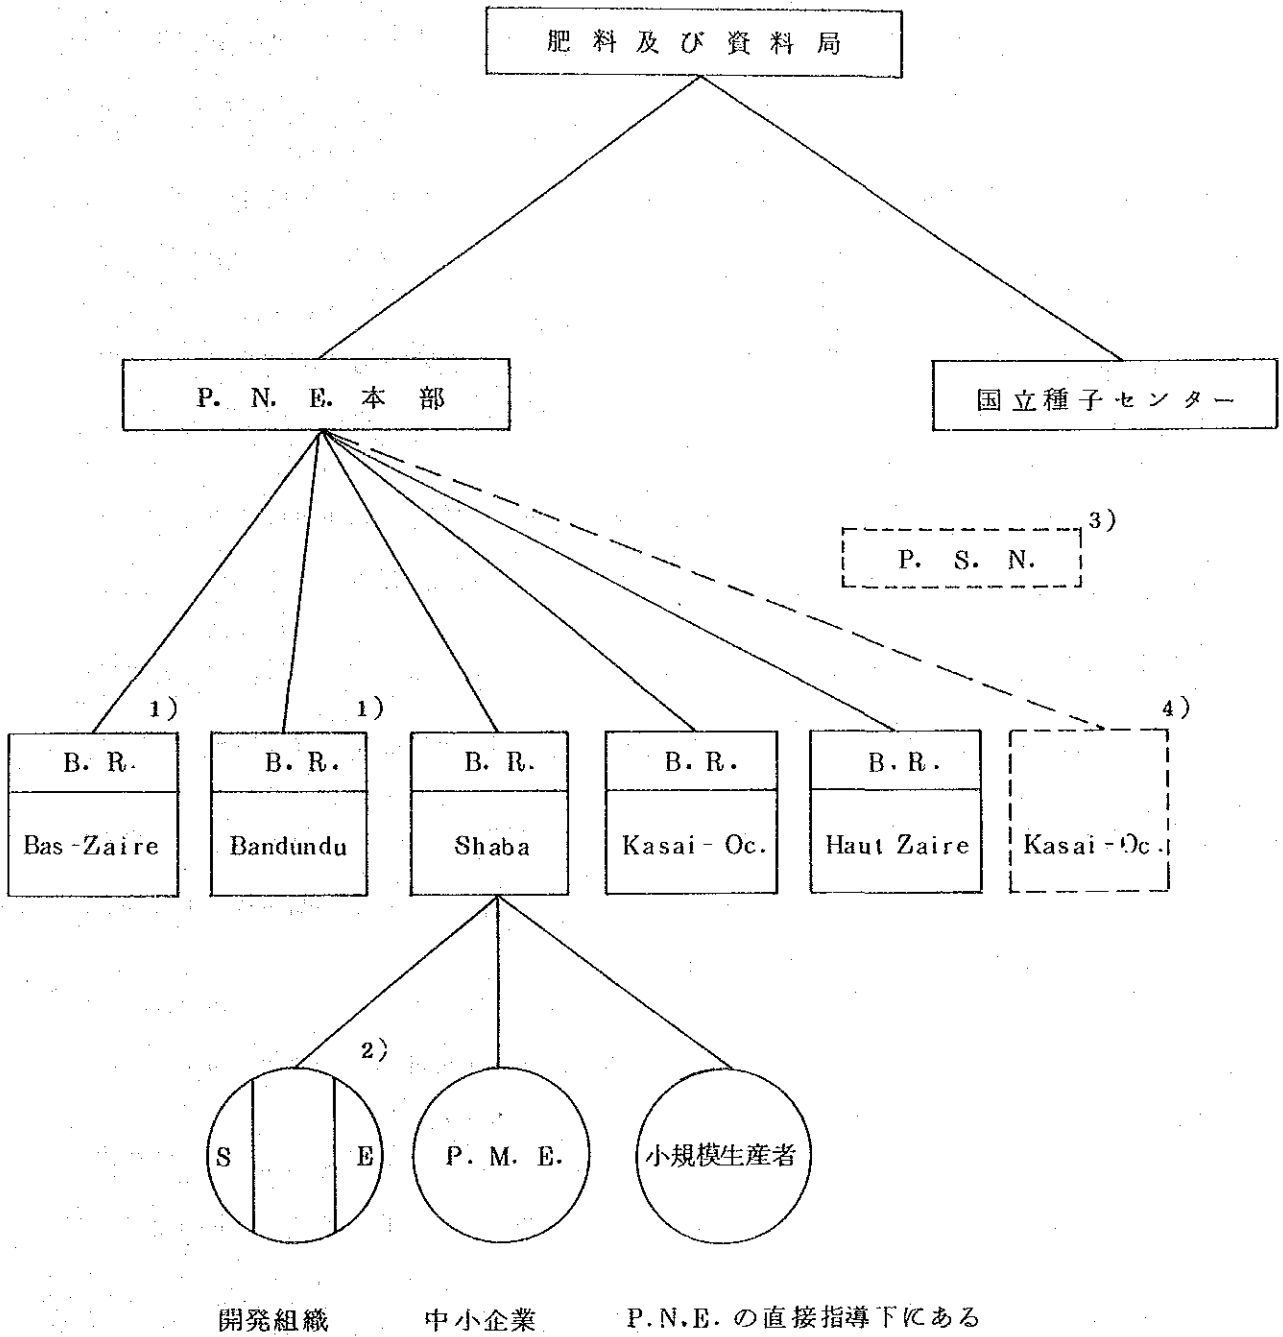 肥料及び資料局
P. N. E. 本部
国立種子センター
3)
P. S. N.
1)
1)
4)
B. R.
B. R.
B. R.
B. R.
B. R.
Bas-Zaire
Bandundu
Shaba
Kasai-Oc.
Haut Zaire
Kasai-Oc.
2)
S
E
P. M. E.
小規模生産者
開発組織
中小企業
P.N.E. の直接指導下にある